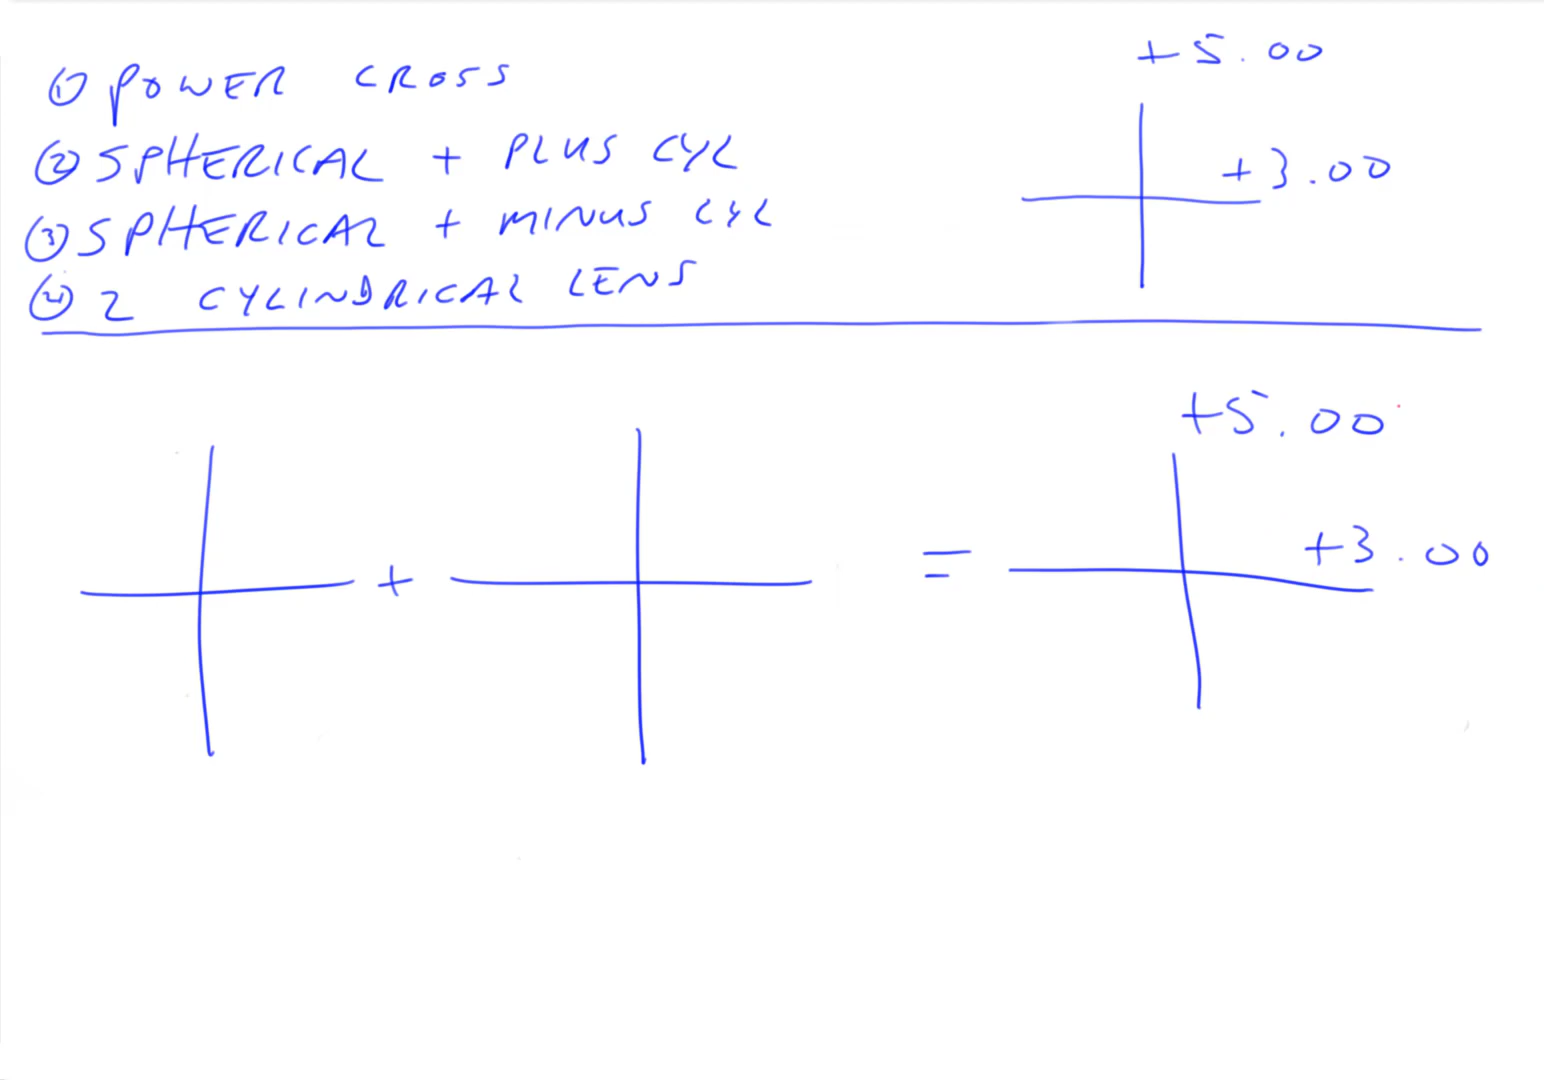 ① POWER CROSS
② SPHERICAL + PLUS CYL
③ SPHERICAL + MINUS CYL
④ 2 CYLINDRICAL LENS
+5.00
+3.00
+5.00
+ = +3.00